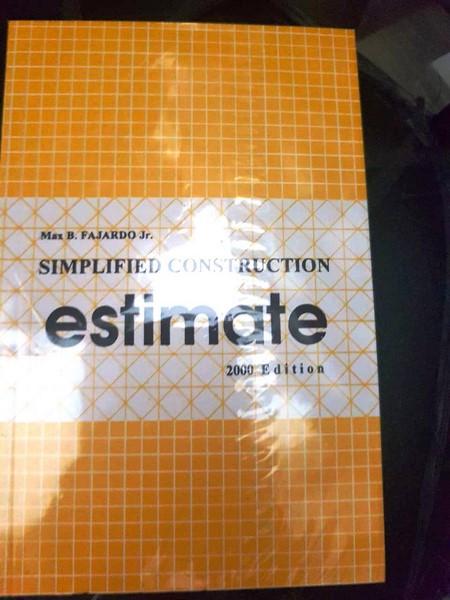 Max B. FAJARDO Jr.
SIMPLIFIED CONSTRUCTION
estimate
2000 Edition